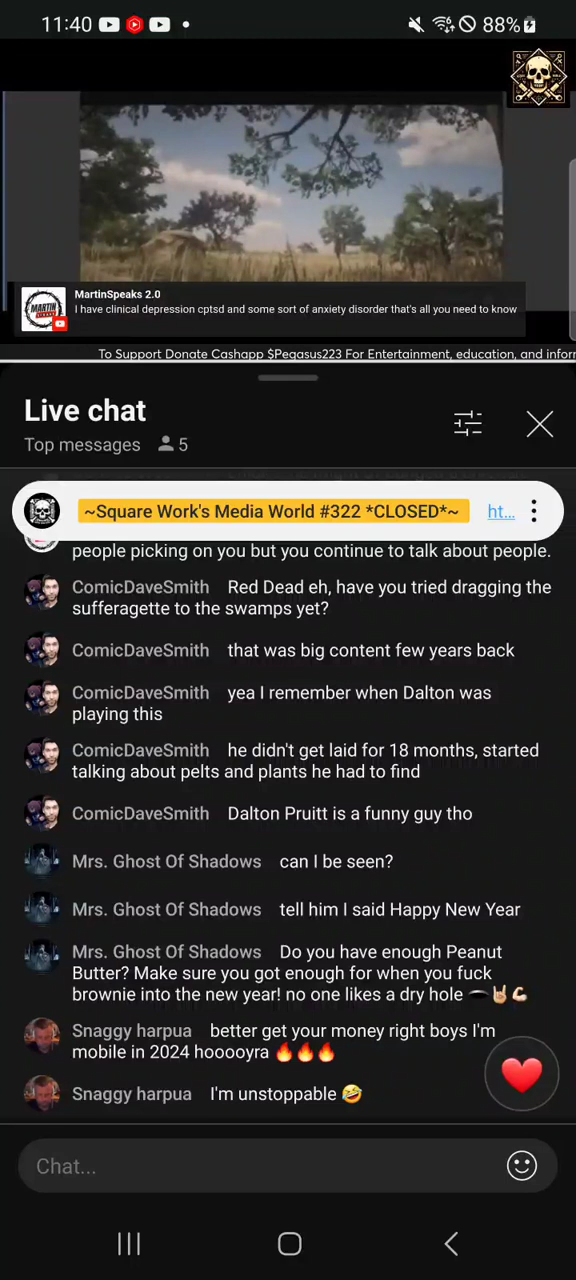 11:40
88%
MARTIN
MartinSpeaks 2.0
I have clinical depression cptsd and some sort of anxiety disorder that's all you need to know
To Support Donate Cashapp $Pegasus223 For Entertainment, education, and inforr
Live chat
Top messages 5
~Square Work's Media World #322 *CLOSED*~ ht...
people picking on you but you continue to talk about people.
ComicDaveSmith Red Dead eh, have you tried dragging the
sufferagette to the swamps yet?
ComicDaveSmith that was big content few years back
ComicDaveSmith yea I remember when Dalton was
playing this
ComicDaveSmith he didn't get laid for 18 months, started
talking about pelts and plants he had to find
ComicDaveSmith Dalton Pruitt is a funny guy tho
Mrs. Ghost Of Shadows can I be seen?
Mrs. Ghost Of Shadows tell him I said Happy New Year
Mrs. Ghost Of Shadows Do you have enough Peanut
Butter? Make sure you got enough for when you fuck
brownie into the new year! no one likes a dry hole 🕳️🤘🏻💪🏻
Snaggy harpua better get your money right boys I'm
mobile in 2024 hooooyra 🔥🔥🔥
Snaggy harpua I'm unstoppable 🤣
Chat...